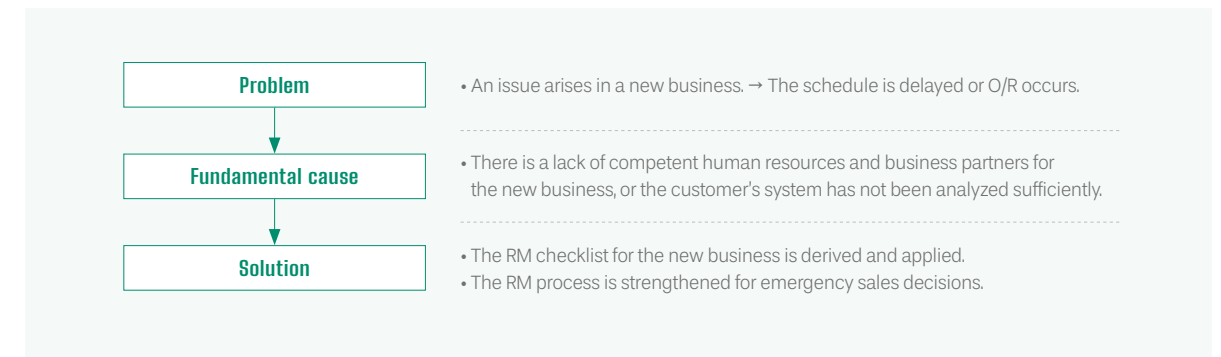 Problem
• An issue arises in a new business. → The schedule is delayed or O/R occurs.
Fundamental cause
• There is a lack of competent human resources and business partners for
the new business, or the customer's system has not been analyzed sufficiently.
Solution
• The RM checklist for the new business is derived and applied.
• The RM process is strengthened for emergency sales decisions.